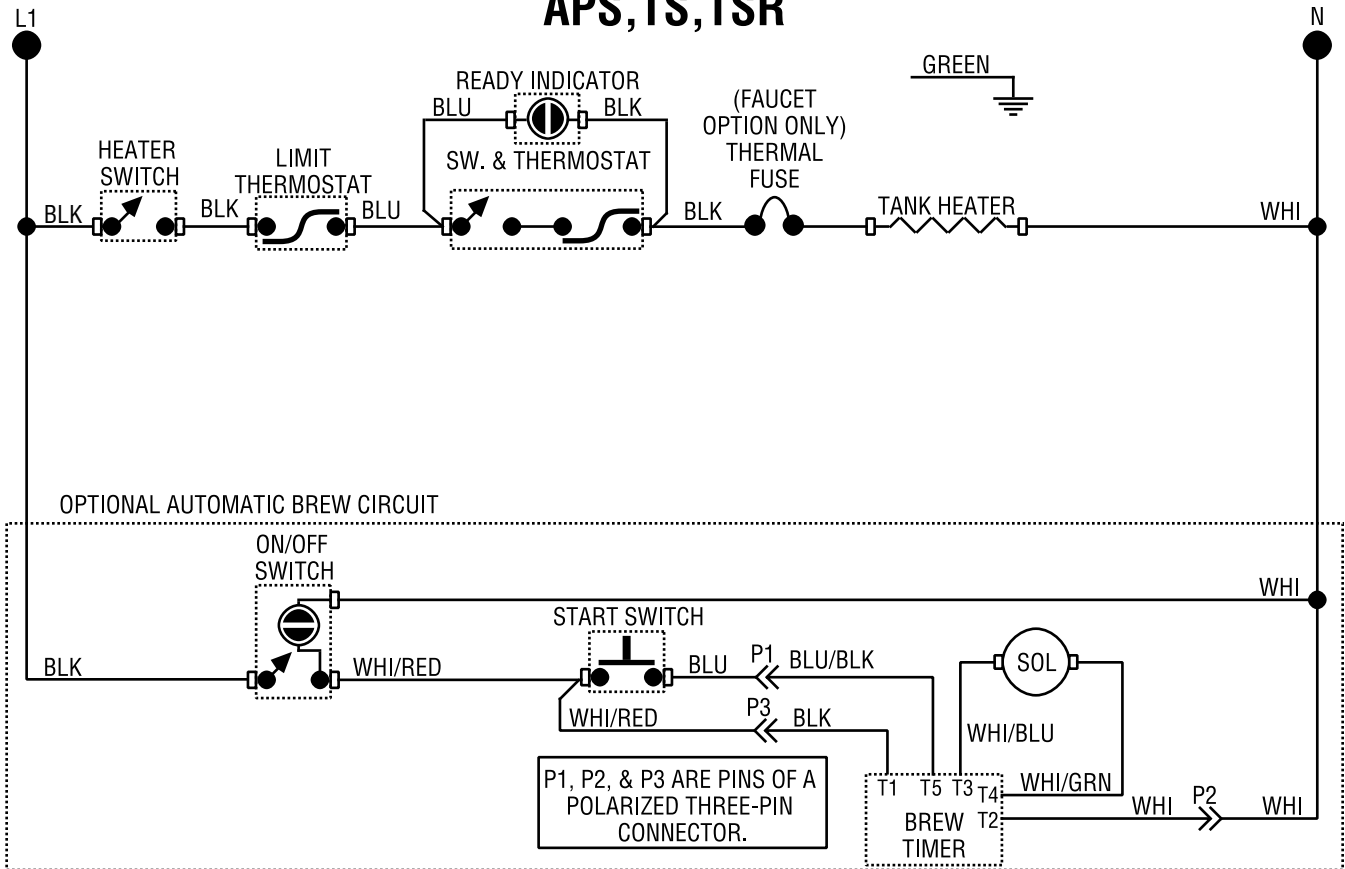 APS,TS,TSR
L1
N
GREEN
READY INDICATOR
BLU
BLK
(FAUCET
OPTION ONLY)
THERMAL
FUSE
HEATER
SWITCH
LIMIT
THERMOSTAT
SW. & THERMOSTAT
BLK
BLK
BLU
BLK
TANK HEATER
WHI
OPTIONAL AUTOMATIC BREW CIRCUIT
ON/OFF
SWITCH
WHI
START SWITCH
BLK
WHI/RED
BLU
P1
BLU/BLK
SOL
WHI/RED
P3
BLK
WHI/BLU
P1, P2, & P3 ARE PINS OF A
POLARIZED THREE-PIN
CONNECTOR.
T1
T5
T3
T4
WHI/GRN
T2
WHI
P2
WHI
BREW
TIMER